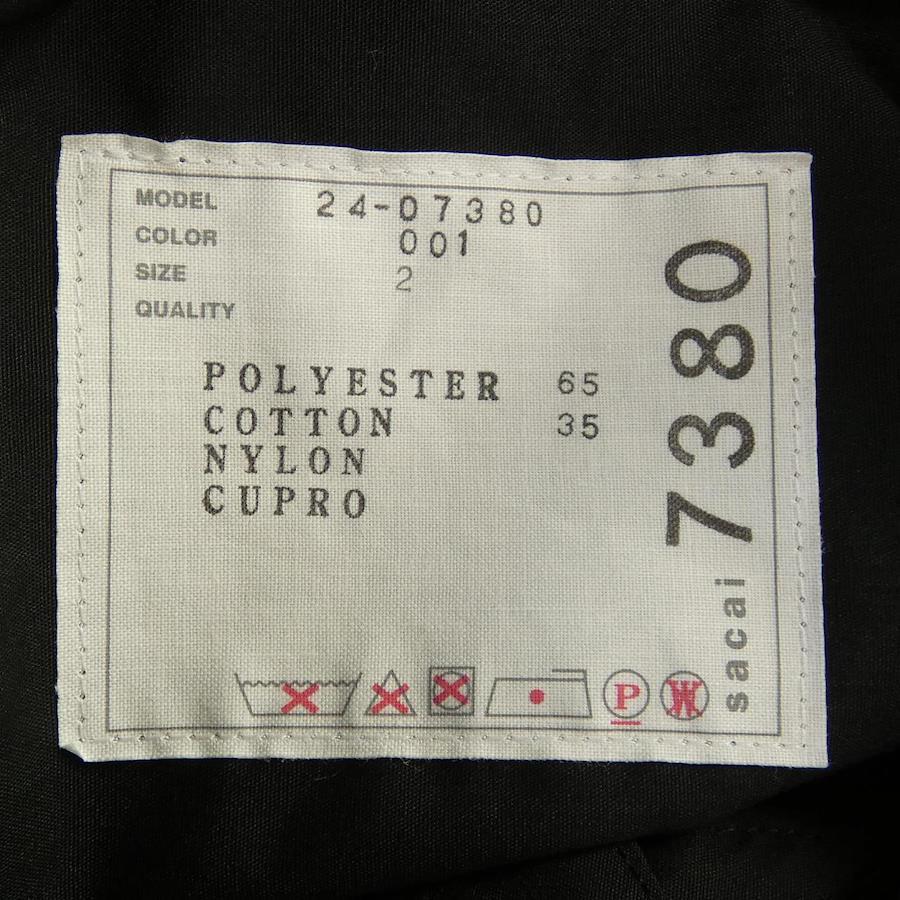 MODEL 24-07380
COLOR 001
SIZE 2
QUALITY
POLYESTER 65
COTTON 35
NYLON
CUPRO
P W
sacai 7380